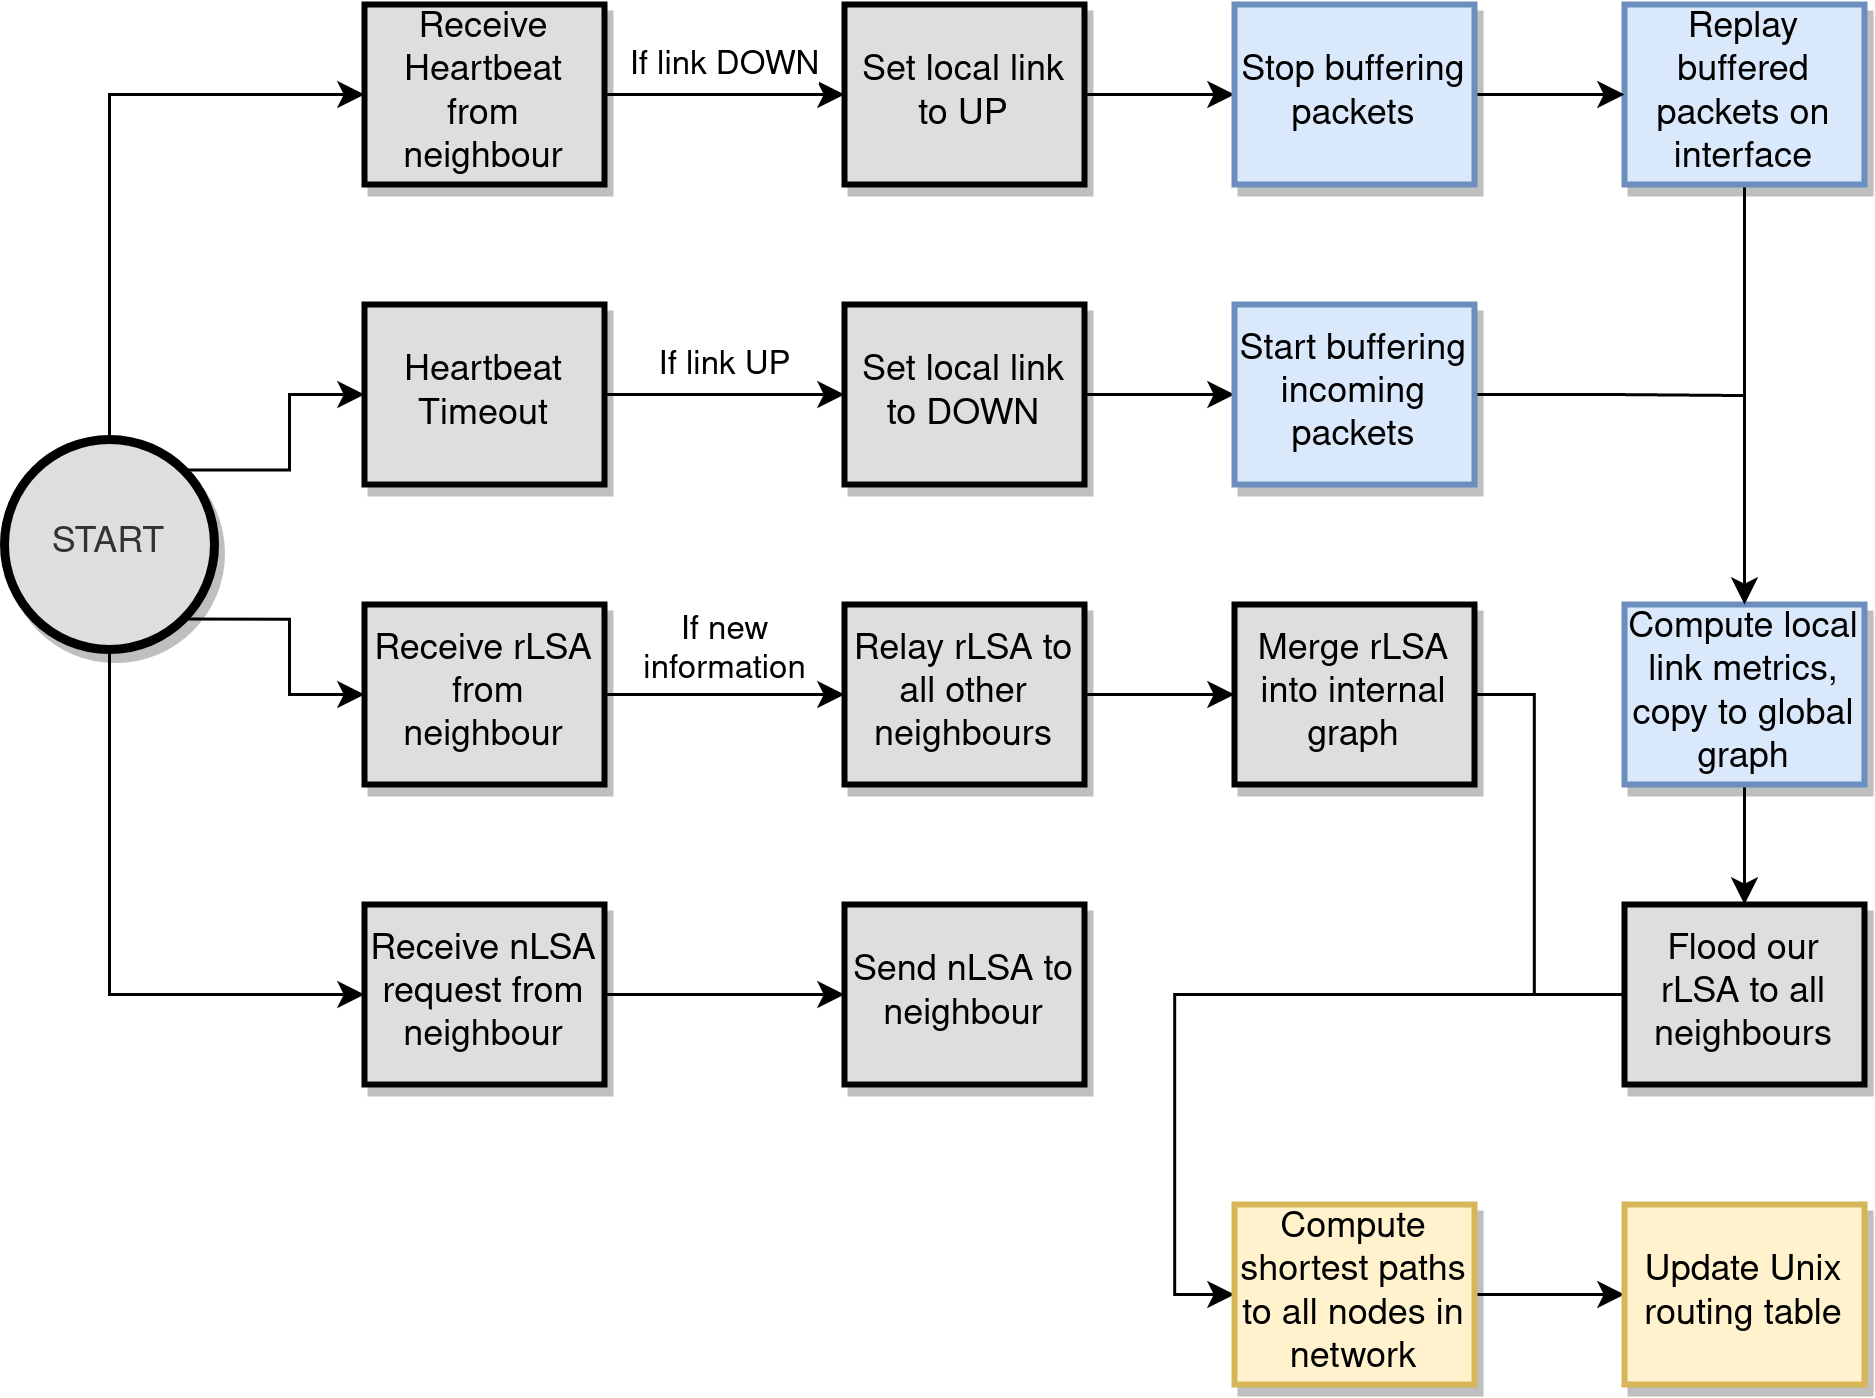 Receive
Heartbeat
from
neighbour
If link DOWN
Set local link
to UP
Stop buffering
packets
Replay
buffered
packets on
interface
Heartbeat
Timeout
If link UP
Set local link
to DOWN
Start buffering
incoming
packets
START
Receive rLSA
from
neighbour
If new
information
Relay rLSA to
all other
neighbours
Merge rLSA
into internal
graph
Compute local
link metrics,
copy to global
graph
Receive nLSA
request from
neighbour
Send nLSA to
neighbour
Flood our
rLSA to all
neighbours
Compute
shortest paths
to all nodes in
network
Update Unix
routing table